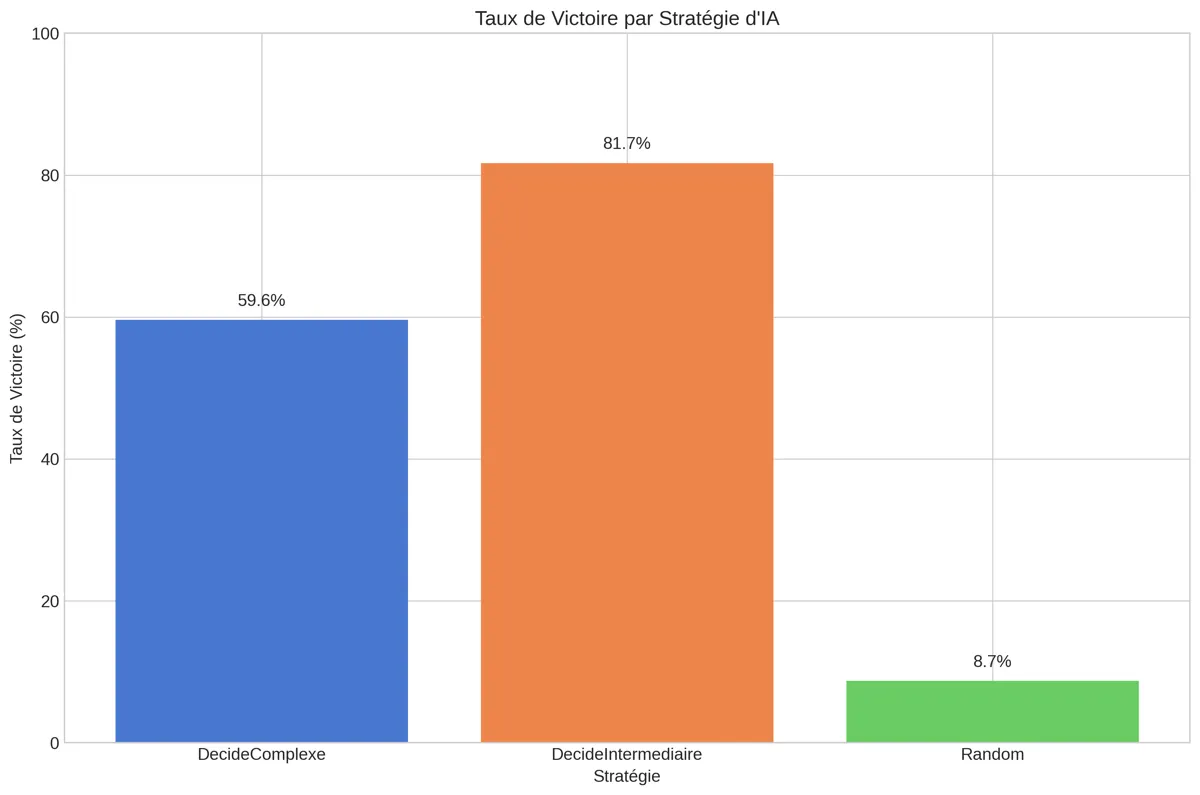 Taux de Victoire par Stratégie d'IA
Taux de Victoire (%)
100
80
60
40
20
0
59.6%
81.7%
8.7%
DecideComplexe
DecideIntermediaire
Random
Stratégie